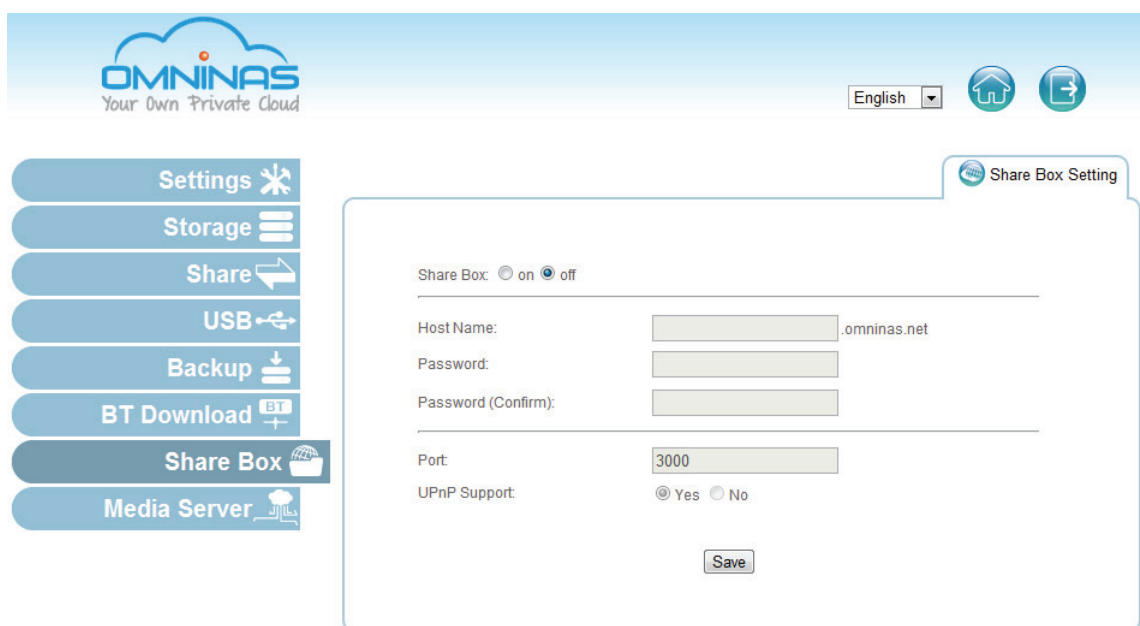 OMNINAS
Your Own Private Cloud
English
Settings
Storage
Share
USB
Backup
BT Download BT
Share Box
Media Server
Share Box Setting
Share Box: on off
Host Name: .omninas.net
Password:
Password (Confirm):
Port: 3000
UPnP Support: Yes No
Save